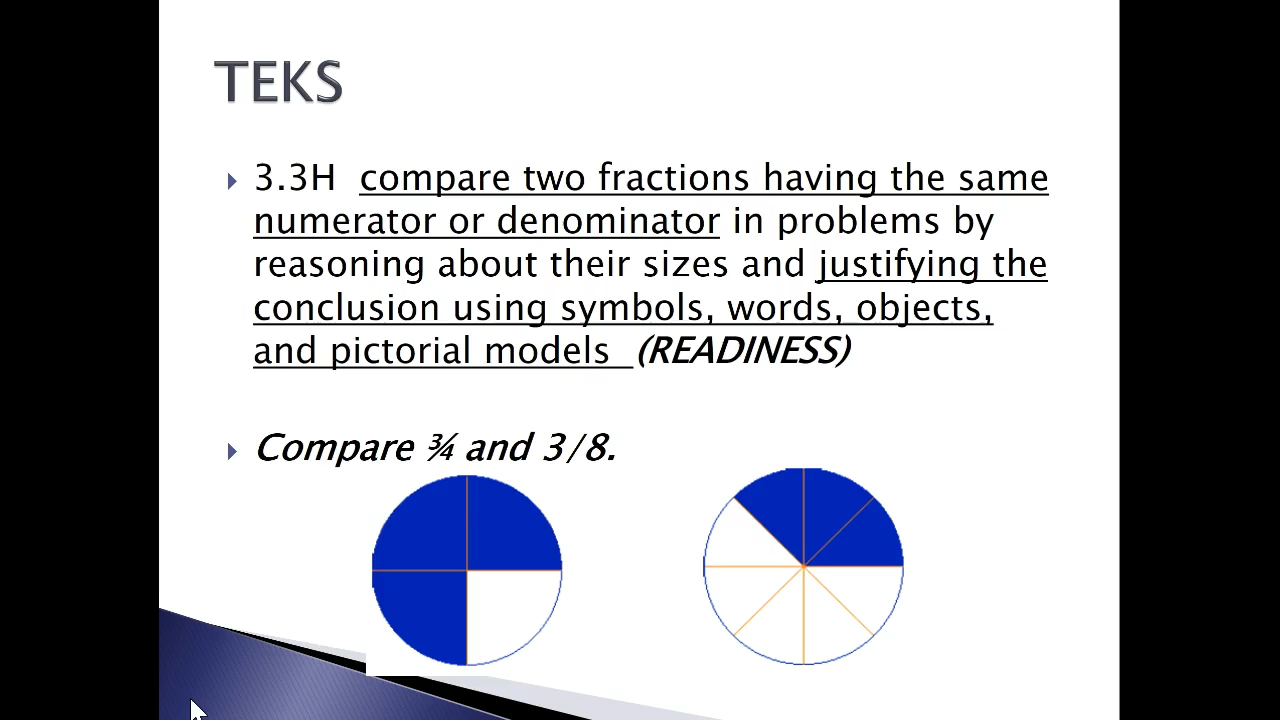 TEKS
3.3H compare two fractions having the same
numerator or denominator in problems by
reasoning about their sizes and justifying the
conclusion using symbols, words, objects,
and pictorial models (READINESS)
Compare ¾ and 3/8.